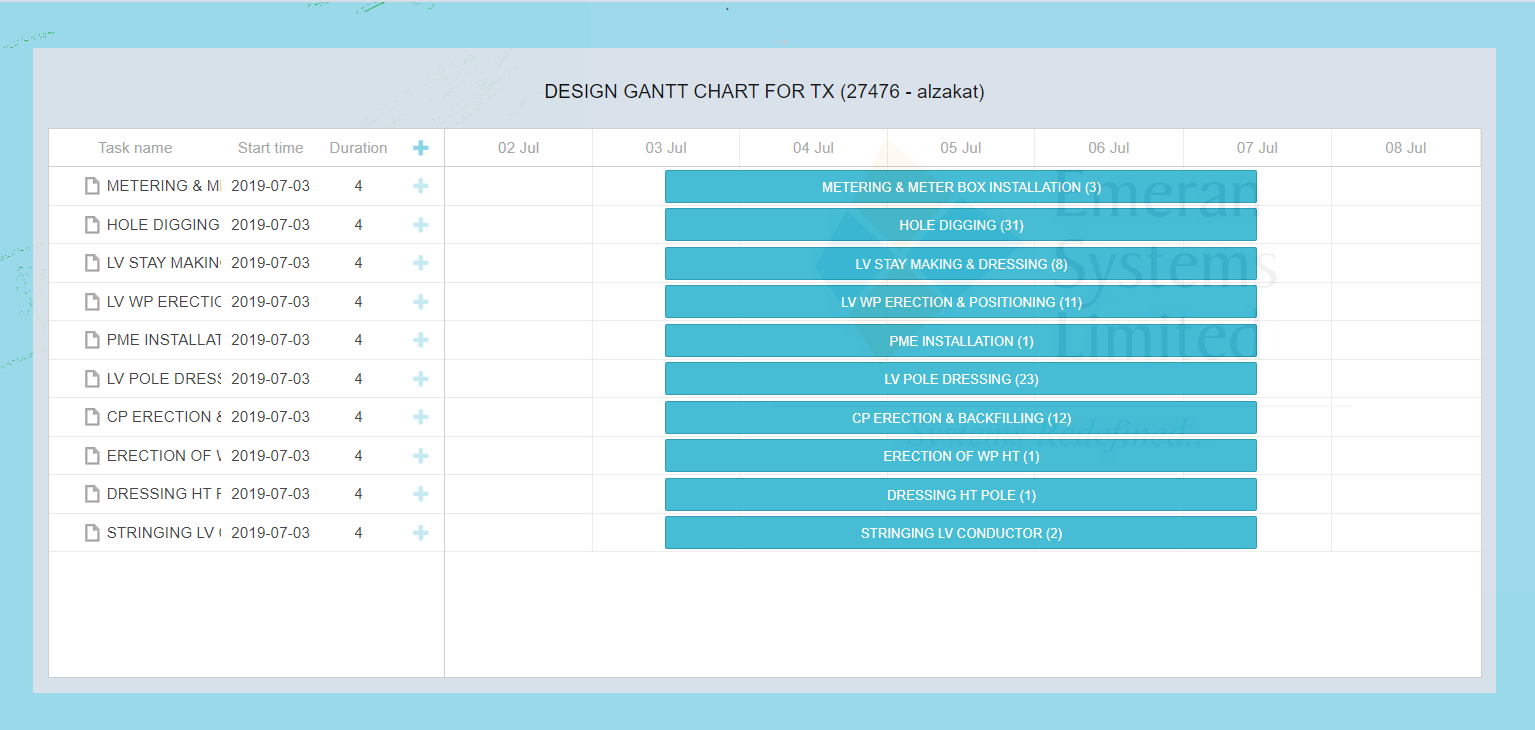 DESIGN GANTT CHART FOR TX (27476 - alzakat)
Task name Start time Duration 02 Jul 03 Jul 04 Jul 05 Jul 06 Jul 07 Jul 08 Jul
METERING & M 2019-07-03 4 METERING & METER BOX INSTALLATION (3)
HOLE DIGGING 2019-07-03 4 HOLE DIGGING (31)
LV STAY MAKIN 2019-07-03 4 LV STAY MAKING & DRESSING (8)
LV WP ERECTIC 2019-07-03 4 LV WP ERECTION & POSITIONING (11)
PME INSTALLAT 2019-07-03 4 PME INSTALLATION (1)
LV POLE DRESS 2019-07-03 4 LV POLE DRESSING (23)
CP ERECTION & 2019-07-03 4 CP ERECTION & BACKFILLING (12)
ERECTION OF W 2019-07-03 4 ERECTION OF WP HT (1)
DRESSING HT P 2019-07-03 4 DRESSING HT POLE (1)
STRINGING LV C 2019-07-03 4 STRINGING LV CONDUCTOR (2)
Emeran
Systems
Limited
Systems Redefined..